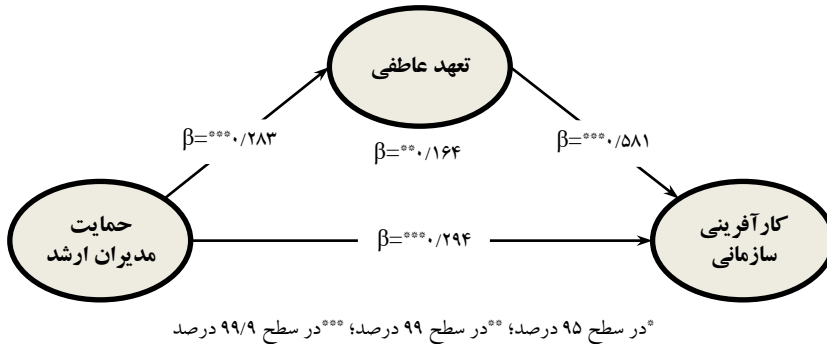 تعهد عاطفی
β=***۰/۲۸۳
β=**۰/۱۶۴
β=***۰/۵۸۱
حمایت
مدیران ارشد
β=***۰/۲۹۴
کارآفرینی
سازمانی
*در سطح ۹۵ درصد؛ **در سطح ۹۹ درصد؛ ***در سطح ۹۹/۹ درصد